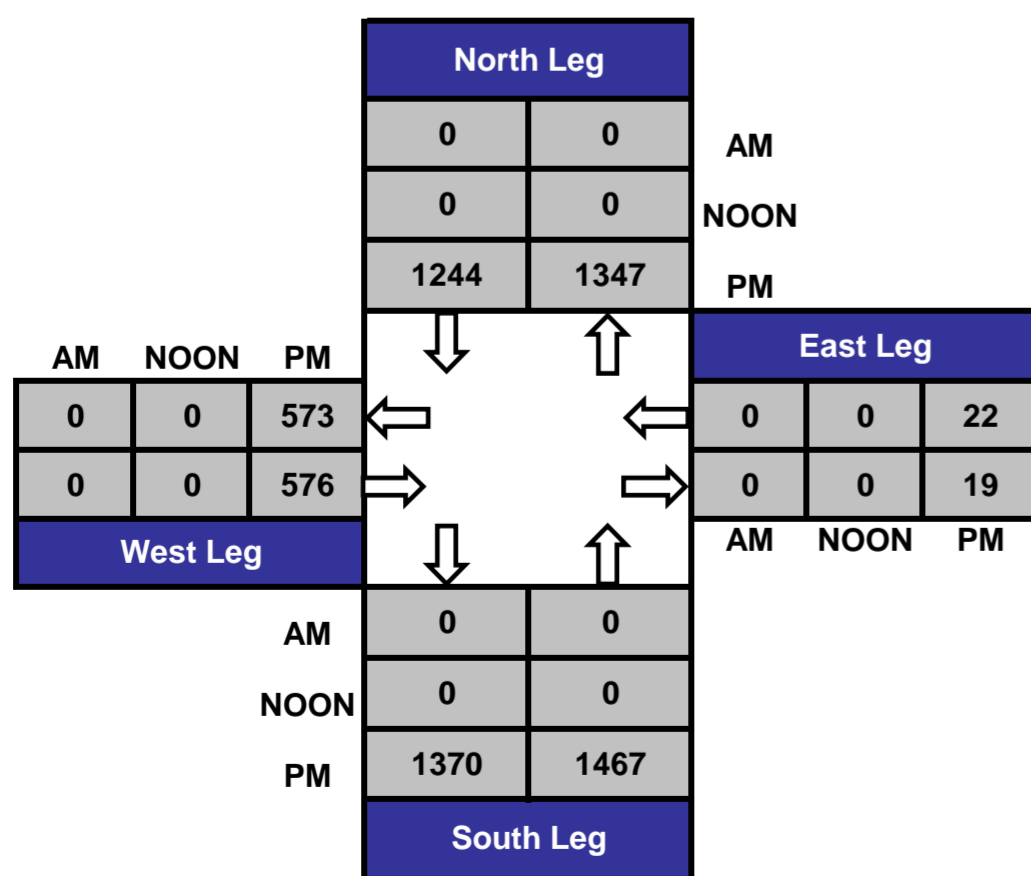 North Leg
0 0
AM
0 0
NOON
1244 1347
PM
East Leg
AM NOON PM
0 0 573
0 0 22
0 0 576
0 0 19
West Leg
AM NOON PM
AM
0 0
NOON
0 0
PM
1370 1467
South Leg